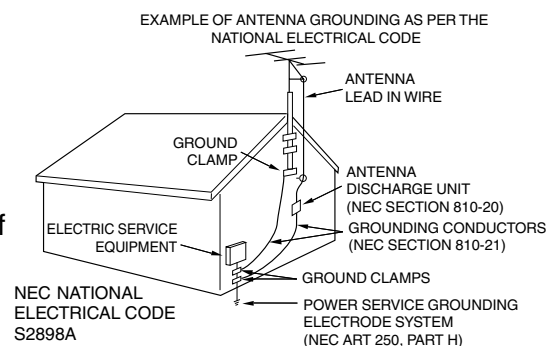 EXAMPLE OF ANTENNA GROUNDING AS PER THE
NATIONAL ELECTRICAL CODE
ANTENNA
LEAD IN WIRE
GROUND
CLAMP
ANTENNA
DISCHARGE UNIT
(NEC SECTION 810-20)
f
ELECTRIC SERVICE
EQUIPMENT
GROUNDING CONDUCTORS
(NEC SECTION 810-21)
GROUND CLAMPS
NEC NATIONAL
ELECTRICAL CODE
S2898A
POWER SERVICE GROUNDING
ELECTRODE SYSTEM
(NEC ART 250, PART H)